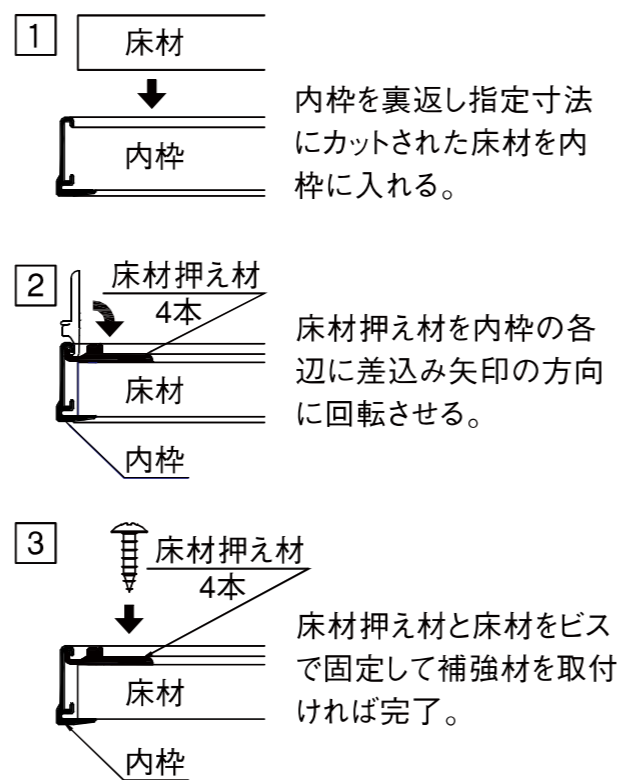 1
床材
内枠
内枠を裏返し指定寸法
にカットされた床材を内
枠に入れる。
2
床材押え材
4本
床材
内枠
床材押え材を内枠の各
辺に差込み矢印の方向
に回転させる。
3
床材押え材
4本
床材
内枠
床材押え材と床材をビス
で固定して補強材を取付
ければ完了。